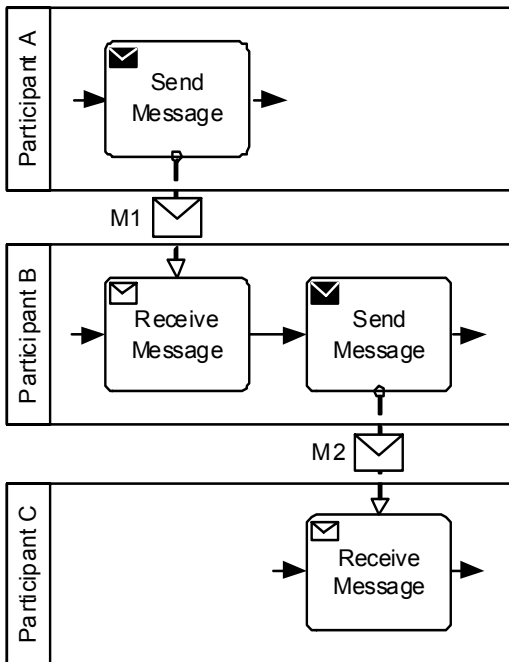 Participant A
Send
Message
M1
Participant B
Receive
Message
Send
Message
M2
Participant C
Receive
Message